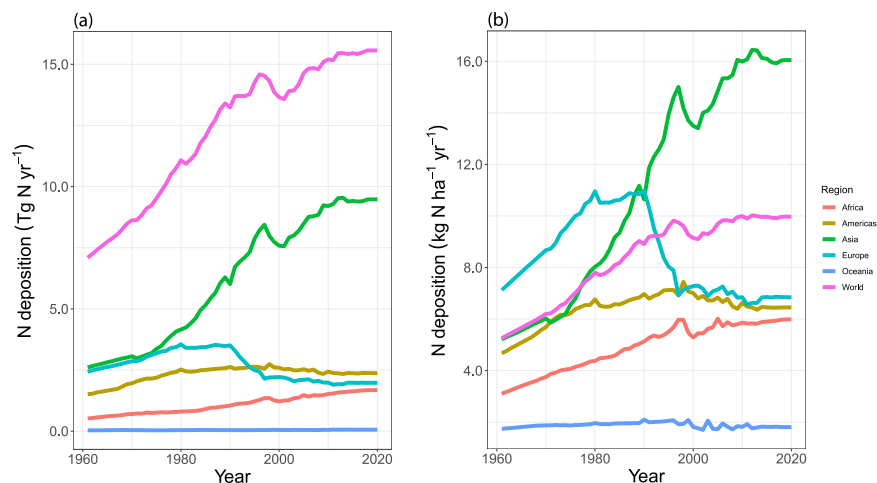 (a)
N deposition (Tg N yr⁻¹)
15.0
10.0
5.0
0.0
1960 1980 2000 2020
Year
(b)
N deposition (kg N ha⁻¹ yr⁻¹)
16.0
12.0
8.0
4.0
1960 1980 2000 2020
Year
Region
Africa
Americas
Asia
Europe
Oceania
World